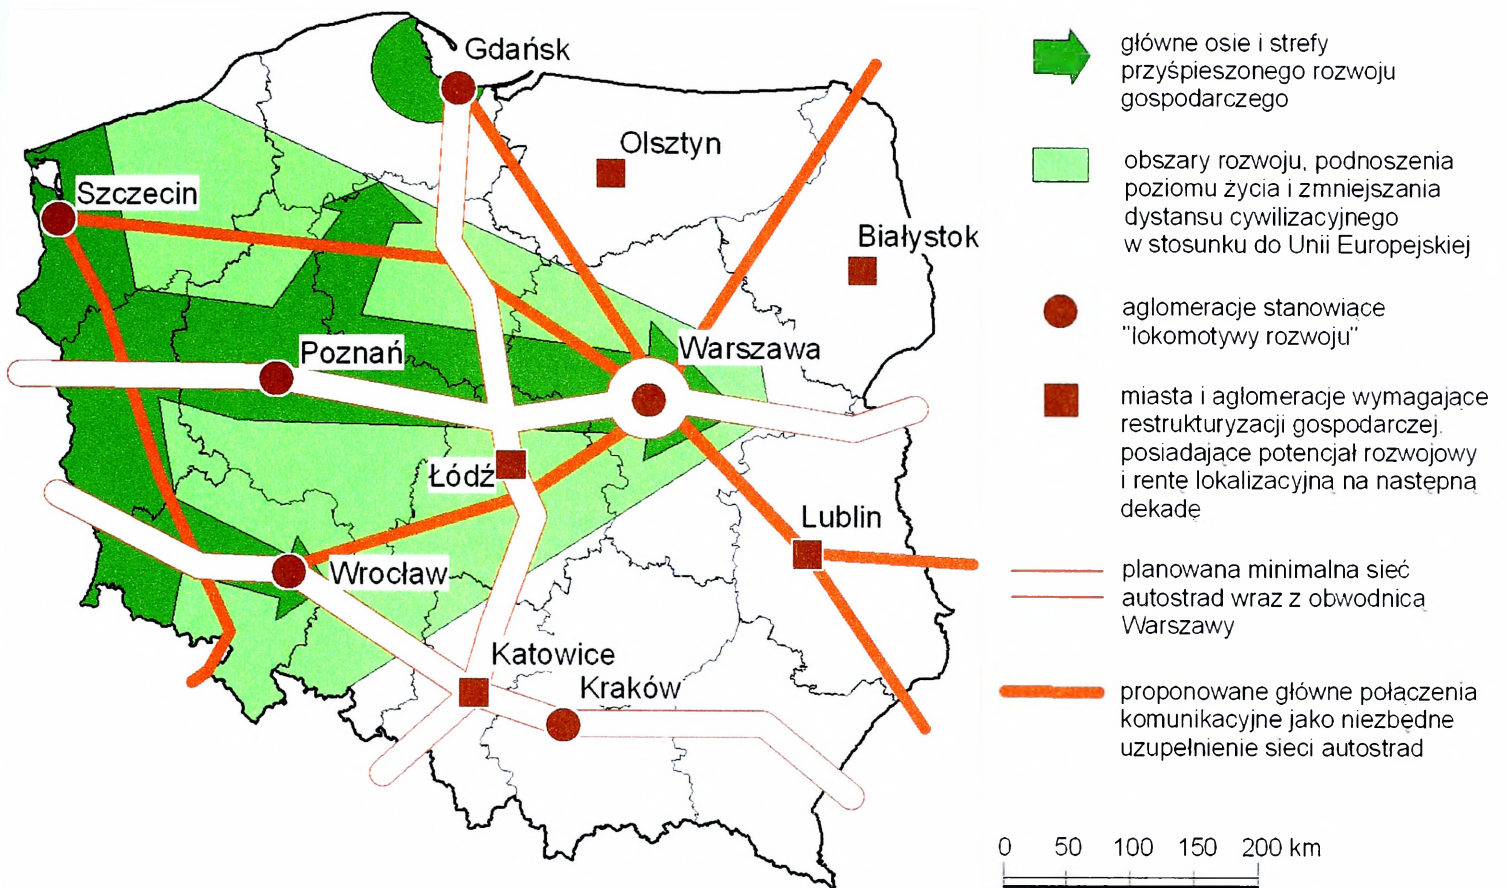 Gdańsk
Olsztyn
Szczecin
Białystok
Poznań
Warszawa
Łódź
Lublin
Wrocław
Katowice
Kraków
główne osie i strefy
przyśpieszonego rozwoju
gospodarczego
obszary rozwoju, podnoszenia
poziomu życia i zmniejszania
dystansu cywilizacyjnego
w stosunku do Unii Europejskiej
aglomeracje stanowiące
"lokomotywy rozwoju"
miasta i aglomeracje wymagające
restrukturyzacji gospodarczej
posiadające potencjał rozwojowy
i rentę lokalizacyjną na następną
dekadę
planowana minimalna sieć
autostrad wraz z obwodnicą
Warszawy
proponowane główne połączenia
komunikacyjne jako niezbędne
uzupełnienie sieci autostrad
0 50 100 150 200 km